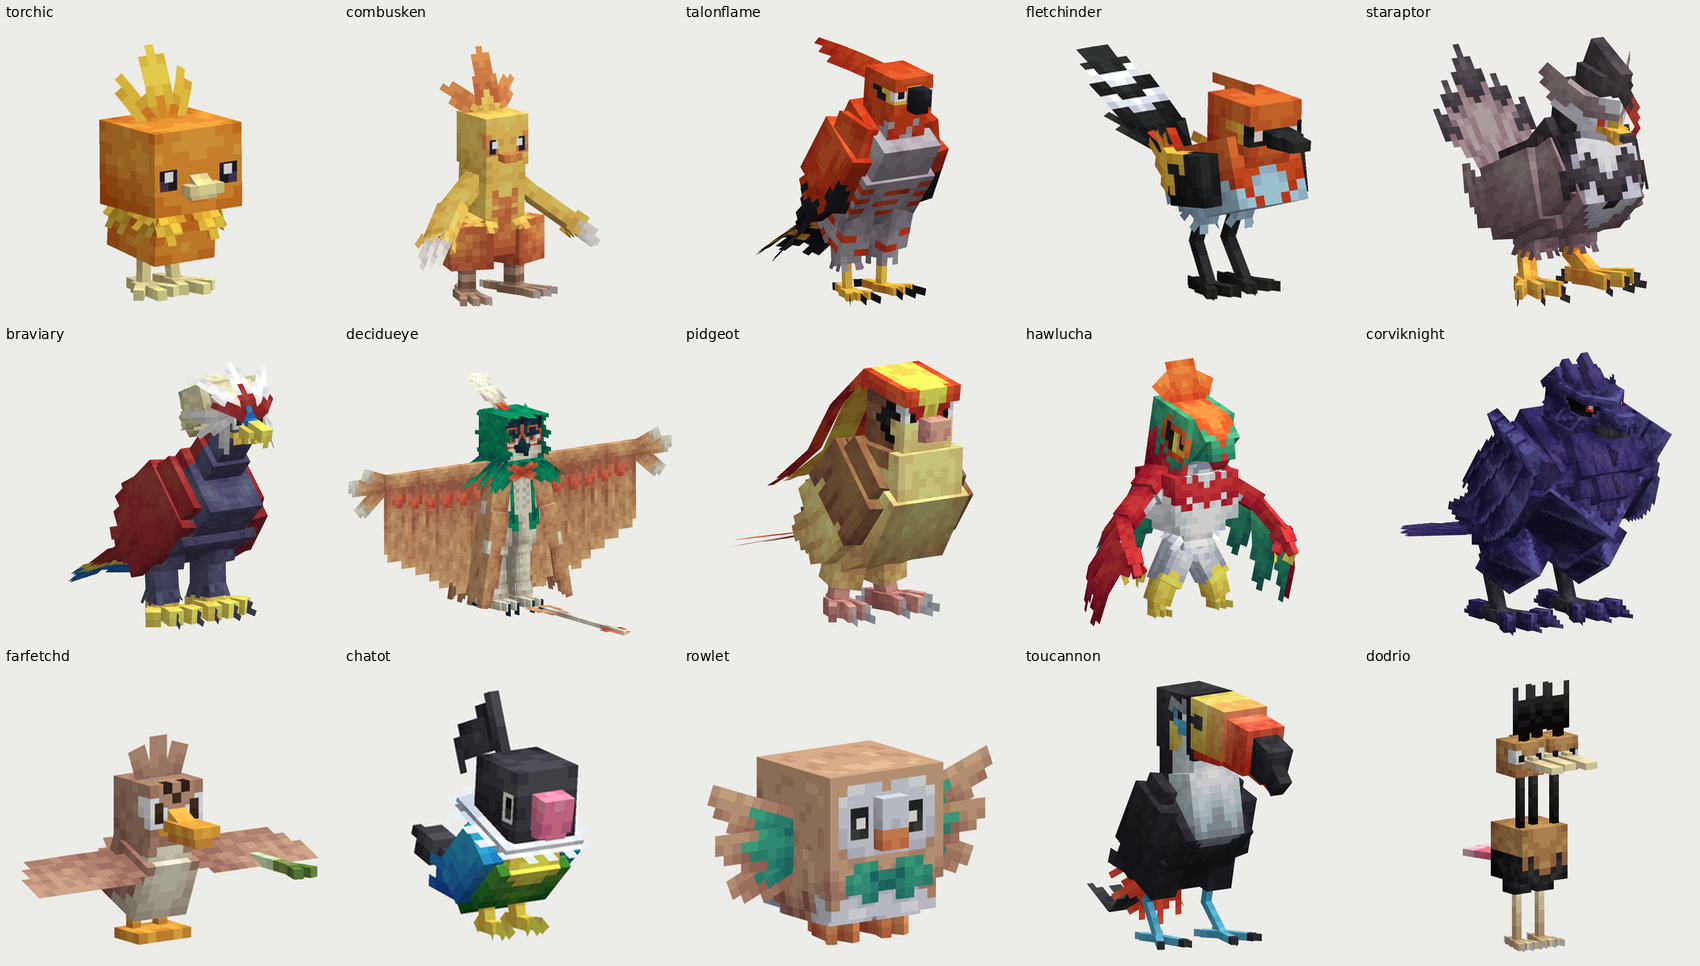 torchic
combusken
talonflame
fletchinder
staraptor
braviary
decidueye
pidgeot
hawlucha
corviknight
farfetchd
chatot
rowlet
toucannon
dodrio